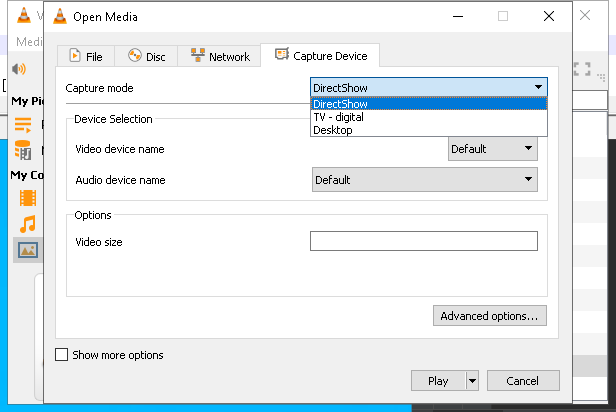 Open Media
Medi
File
Disc
Network
Capture Device
Capture mode
DirectShow
DirectShow
TV - digital
Desktop
Device Selection
Video device name
Default
Audio device name
Default
Options
Video size
Advanced options...
Show more options
Play
Cancel
My Pi
My Co